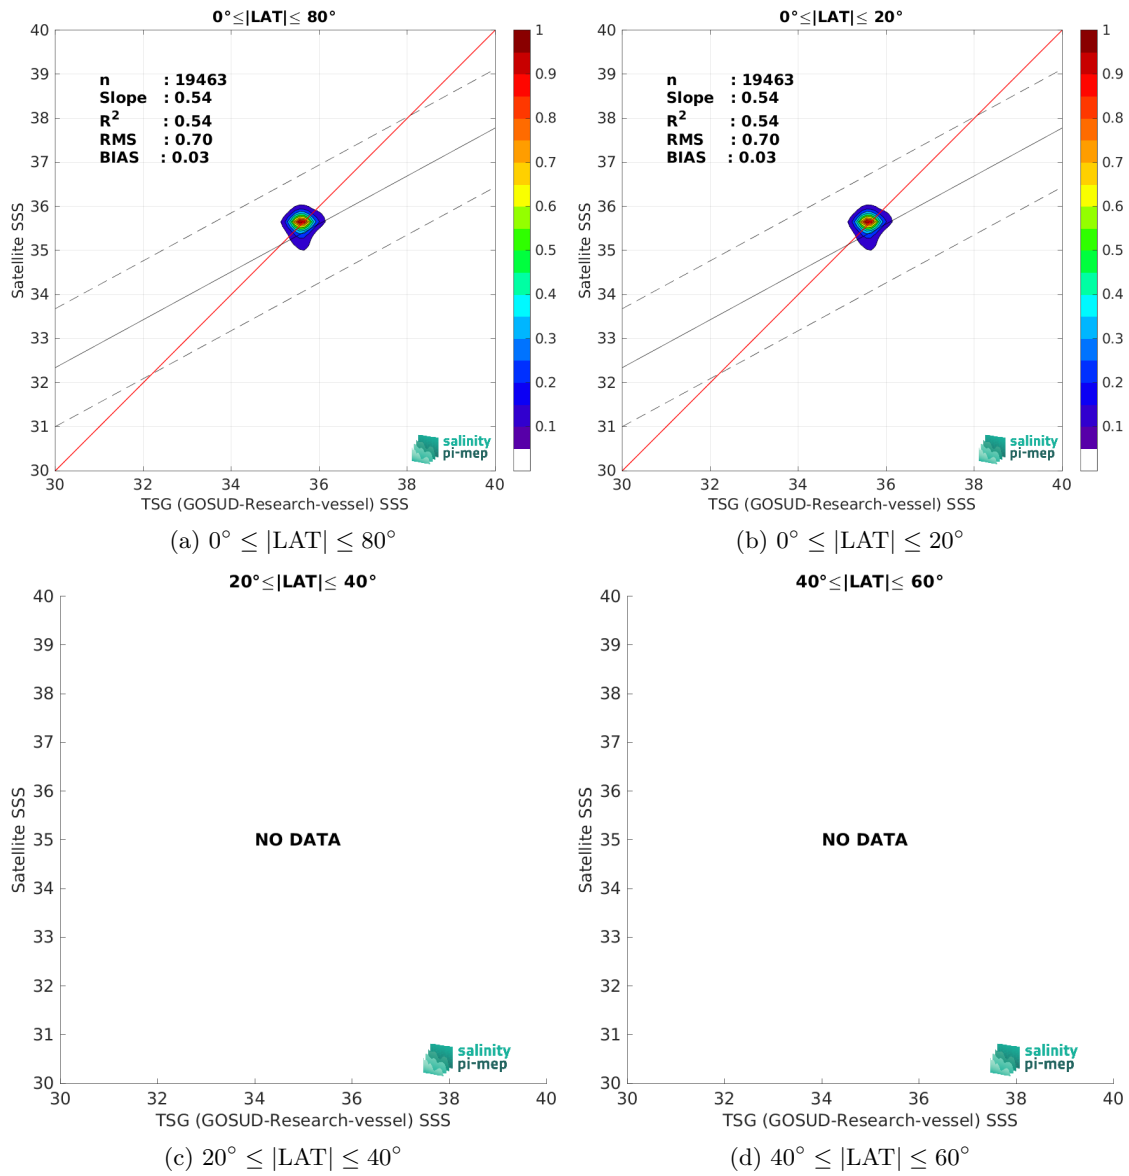 0°≤|LAT|≤ 80°
40
39
38
37
36
35
34
33
32
31
30
Satellite SSS
n : 19463
Slope : 0.54
R² : 0.54
RMS : 0.70
BIAS : 0.03
salinity
pi-mep
30 32 34 36 38 40
TSG (GOSUD-Research-vessel) SSS
1
0.9
0.8
0.7
0.6
0.5
0.4
0.3
0.2
0.1
(a) 0° ≤ |LAT| ≤ 80°
0°≤|LAT|≤ 20°
40
39
38
37
36
35
34
33
32
31
30
Satellite SSS
n : 19463
Slope : 0.54
R² : 0.54
RMS : 0.70
BIAS : 0.03
salinity
pi-mep
30 32 34 36 38 40
TSG (GOSUD-Research-vessel) SSS
1
0.9
0.8
0.7
0.6
0.5
0.4
0.3
0.2
0.1
(b) 0° ≤ |LAT| ≤ 20°
20°≤|LAT|≤ 40°
40
39
38
37
36
35
34
33
32
31
30
Satellite SSS
NO DATA
salinity
pi-mep
30 32 34 36 38 40
TSG (GOSUD-Research-vessel) SSS
(c) 20° ≤ |LAT| ≤ 40°
40°≤|LAT|≤ 60°
40
39
38
37
36
35
34
33
32
31
30
Satellite SSS
NO DATA
salinity
pi-mep
30 32 34 36 38 40
TSG (GOSUD-Research-vessel) SSS
(d) 40° ≤ |LAT| ≤ 60°